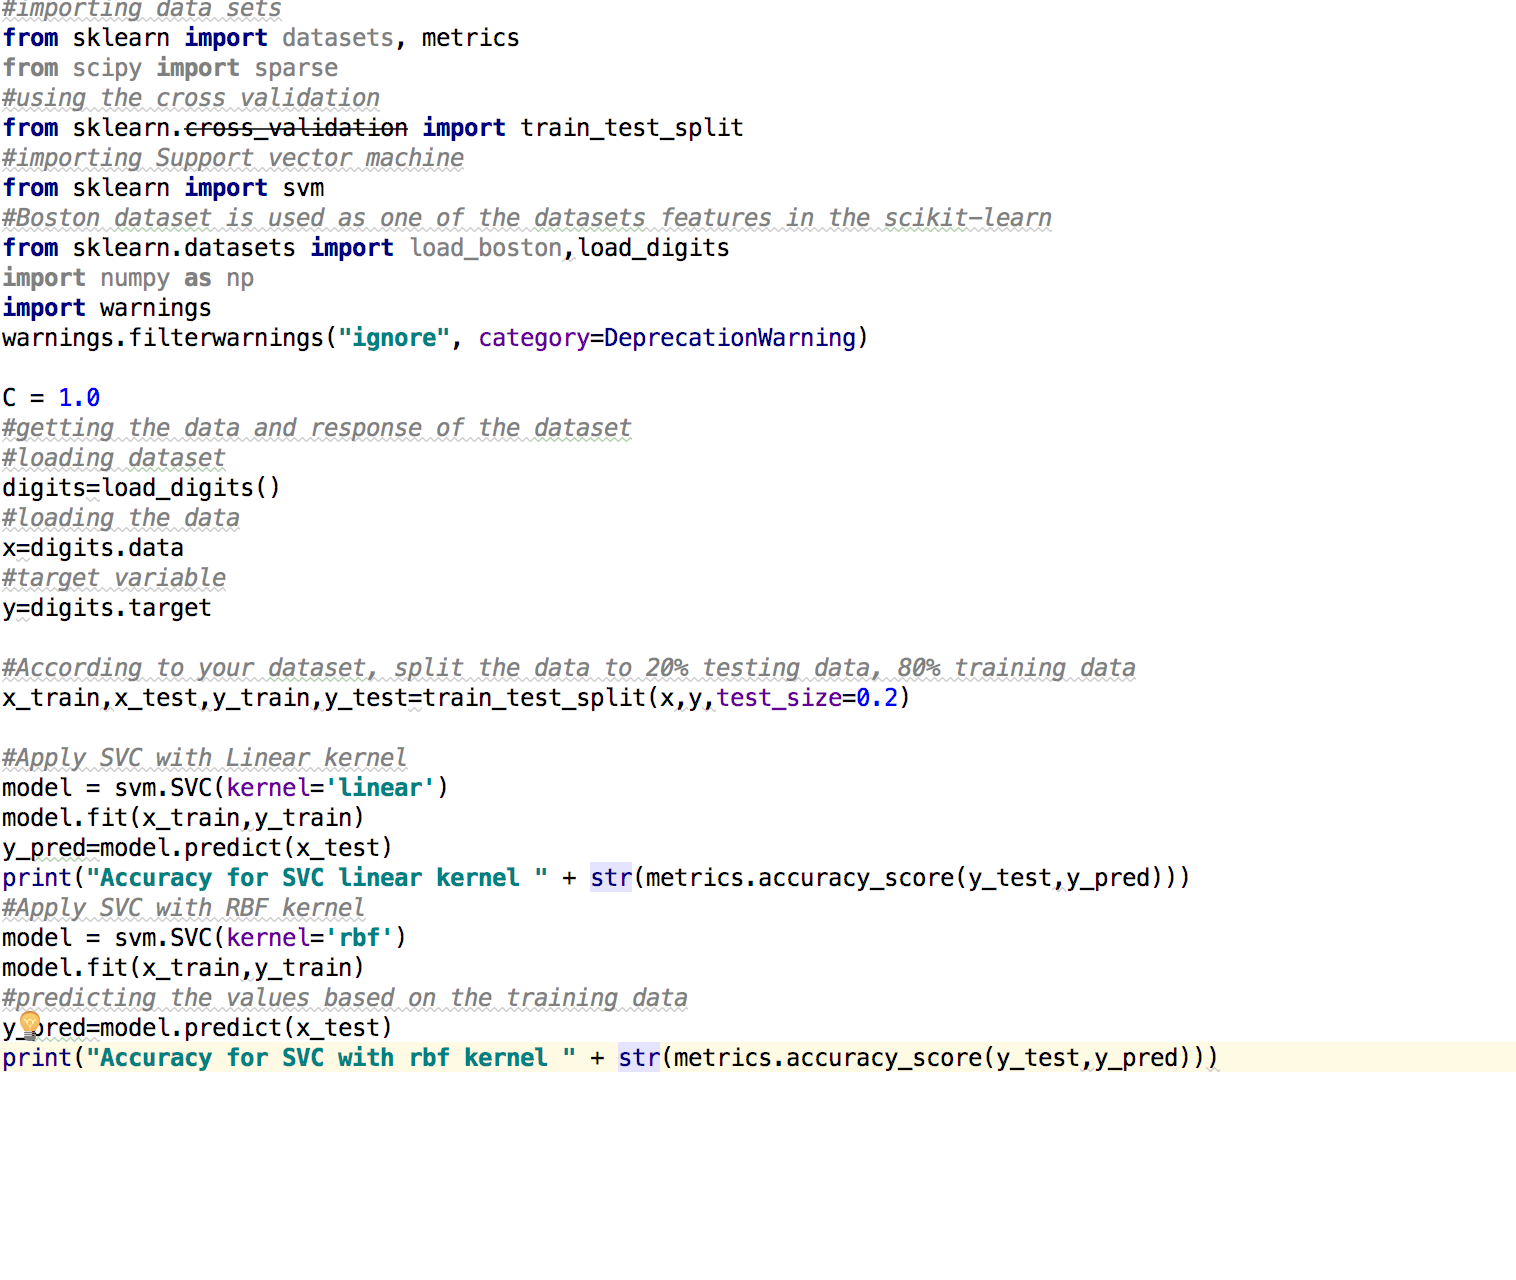 #importing data sets
from sklearn import datasets, metrics
from scipy import sparse
#using the cross validation
from sklearn.cross_validation import train_test_split
#importing Support vector machine
from sklearn import svm
#Boston dataset is used as one of the datasets features in the scikit-learn
from sklearn.datasets import load_boston,load_digits
import numpy as np
import warnings
warnings.filterwarnings("ignore", category=DeprecationWarning)
C = 1.0
#getting the data and response of the dataset
#loading dataset
digits=load_digits()
#loading the data
x=digits.data
#target variable
y=digits.target
#According to your dataset, split the data to 20% testing data, 80% training data
x_train,x_test,y_train,y_test=train_test_split(x,y,test_size=0.2)
#Apply SVC with Linear kernel
model = svm.SVC(kernel='linear')
model.fit(x_train,y_train)
y_pred=model.predict(x_test)
print("Accuracy for SVC linear kernel " + str(metrics.accuracy_score(y_test,y_pred)))
#Apply SVC with RBF kernel
model = svm.SVC(kernel='rbf')
model.fit(x_train,y_train)
#predicting the values based on the training data
y_pred=model.predict(x_test)
print("Accuracy for SVC with rbf kernel " + str(metrics.accuracy_score(y_test,y_pred)))